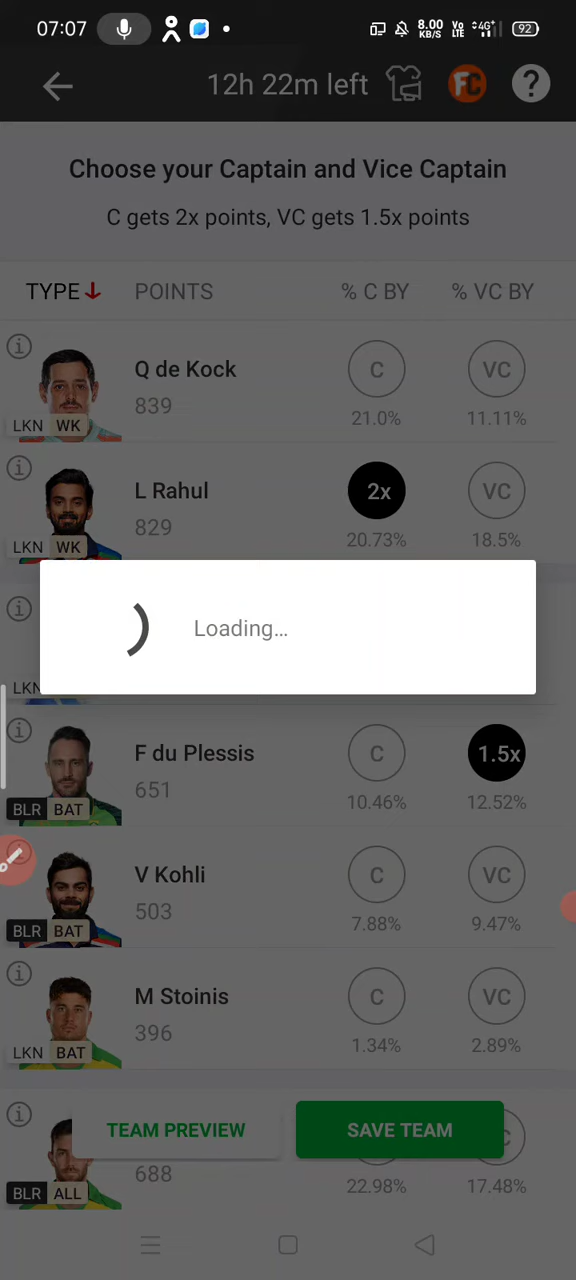 07:07 8.00 KB/S Vo LTE 4G+ 92
12h 22m left FC ?
Choose your Captain and Vice Captain
C gets 2x points, VC gets 1.5x points
TYPE POINTS % C BY % VC BY
Q de Kock C VC
839
LKN WK 21.0% 11.11%
L Rahul 2x VC
829
LKN WK 20.73% 18.5%
Loading...
LKN
F du Plessis C 1.5x
651
BLR BAT 10.46% 12.52%
V Kohli C VC
503
BLR BAT 7.88% 9.47%
M Stoinis C VC
396
LKN BAT 1.34% 2.89%
TEAM PREVIEW SAVE TEAM
688
BLR ALL 22.98% 17.48%